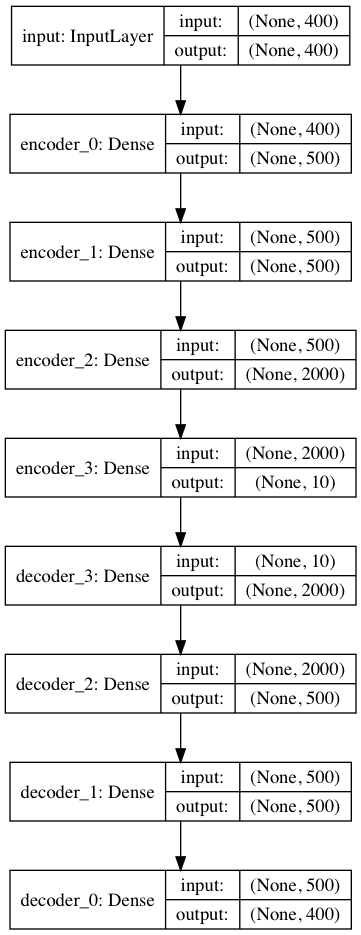 input: InputLayer
input: (None, 400)
output: (None, 400)
encoder_0: Dense
input: (None, 400)
output: (None, 500)
encoder_1: Dense
input: (None, 500)
output: (None, 500)
encoder_2: Dense
input: (None, 500)
output: (None, 2000)
encoder_3: Dense
input: (None, 2000)
output: (None, 10)
decoder_3: Dense
input: (None, 10)
output: (None, 2000)
decoder_2: Dense
input: (None, 2000)
output: (None, 500)
decoder_1: Dense
input: (None, 500)
output: (None, 500)
decoder_0: Dense
input: (None, 500)
output: (None, 400)